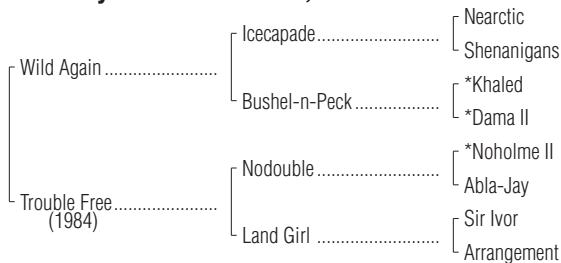 Nearctic
Icecapade....................
Shenanigans
Wild Again ......................
*Khaled
Bushel-n-Peck ................
*Dama II
*Noholme II
Nodouble.....................
Abla-Jay
Trouble Free....................
(1984)
Sir Ivor
Land Girl .....................
Arrangement